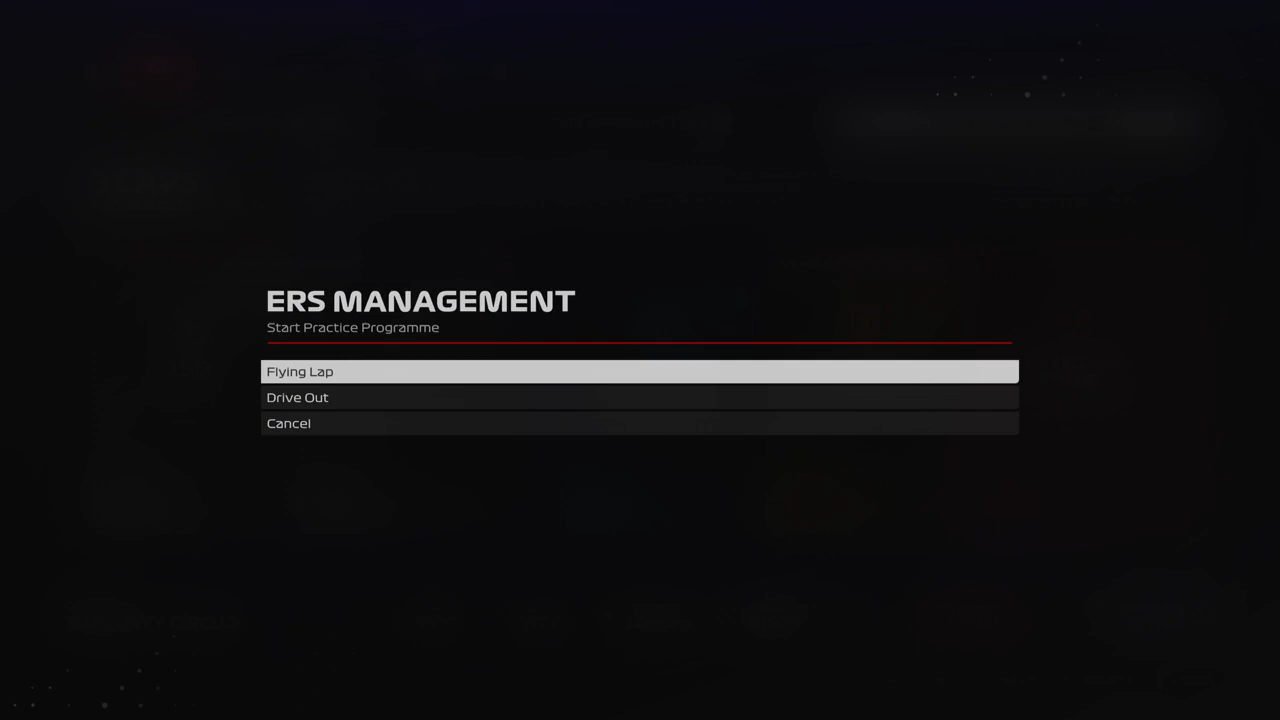 ERS MANAGEMENT
Start Practice Programme
Flying Lap
Drive Out
Cancel